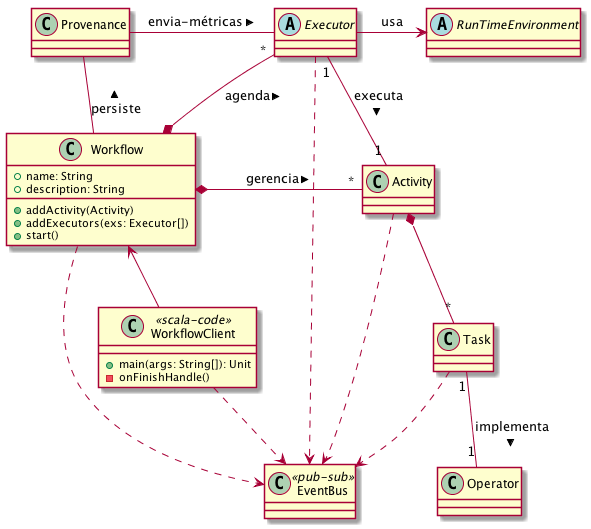 C Provenance
envia-métricas ►
A Executor
usa
A RunTimeEnvironment
*
1
▲
persiste
agenda►
executa
▼
C Workflow
name: String
description: String
addActivity(Activity)
addExecutors(exs: Executor[])
start()
gerencia►
*
1
C Activity
«scala-code»
C WorkflowClient
main(args: String[]): Unit
onFinishHandle()
*
C Task
1
implementa
▼
1
«pub-sub»
C EventBus
C Operator